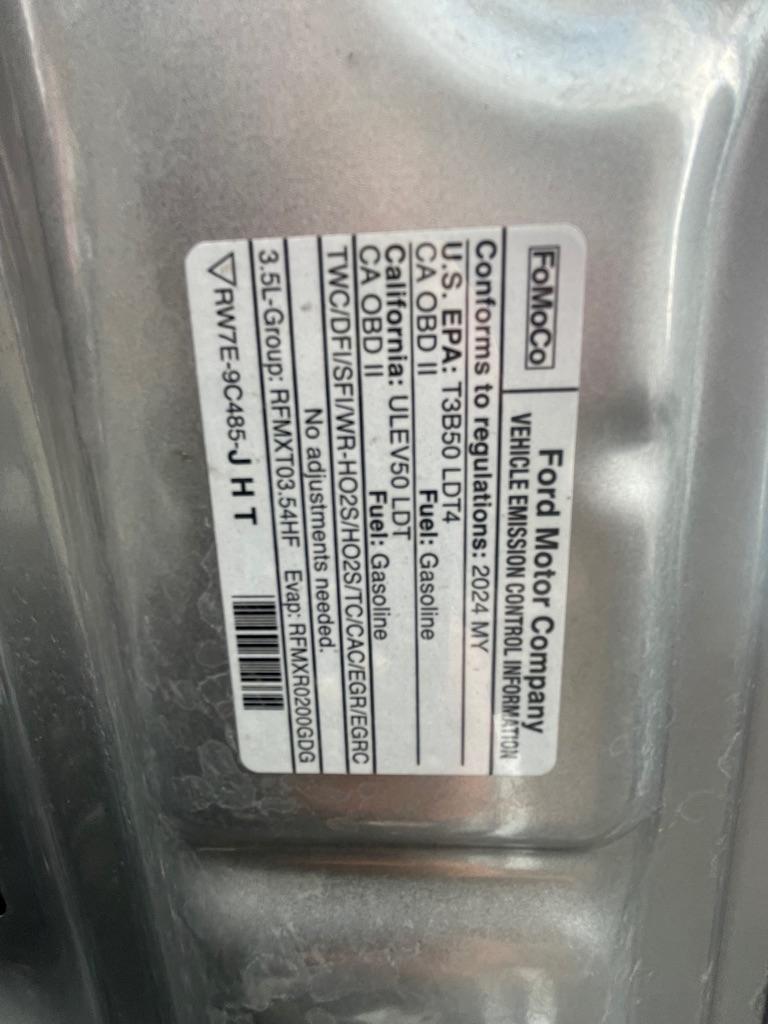 FoMoCo
Ford Motor Company
VEHICLE EMISSION CONTROL INFORMATION
Conforms to regulations: 2024 MY
U.S. EPA: T3B50 LDT4 Fuel: Gasoline
CA OBD II
California: ULEV50 LDT Fuel: Gasoline
CA OBD II
TWC/DFI/SFI/WR-HO2S/HO2S/TC/CAC/EGR/EGRC
No adjustments needed.
3.5L-Group: RFMXT03.54HF Evap: RFMXR0200GDG
RW7E-9C485-J H T